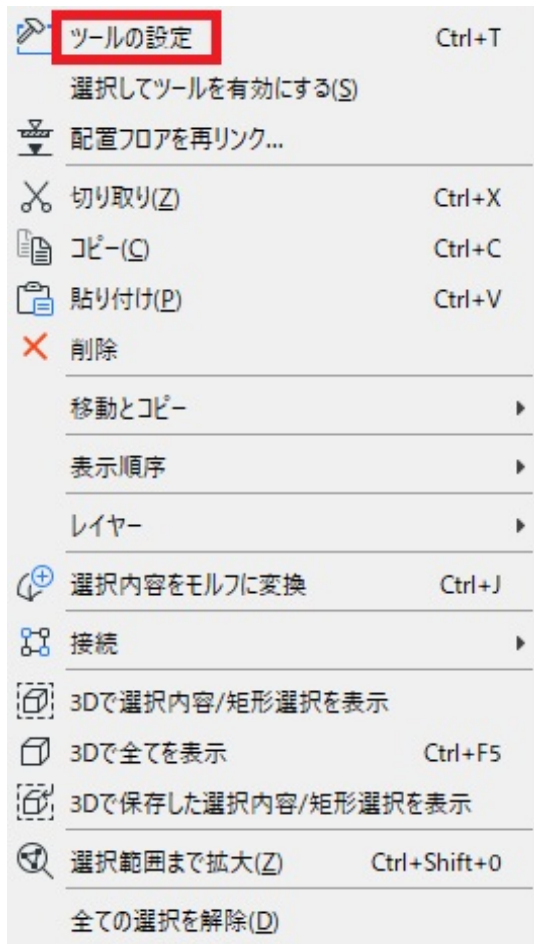 ツールの設定 Ctrl+T
選択してツールを有効にする(S)
配置フロアを再リンク...
切り取り(Z) Ctrl+X
コピー(C) Ctrl+C
貼り付け(P) Ctrl+V
削除
移動とコピー
表示順序
レイヤー
選択内容をモルフに変換 Ctrl+J
接続
3Dで選択内容/矩形選択を表示
3Dで全てを表示 Ctrl+F5
3Dで保存した選択内容/矩形選択を表示
選択範囲まで拡大(Z) Ctrl+Shift+0
全ての選択を解除(D)